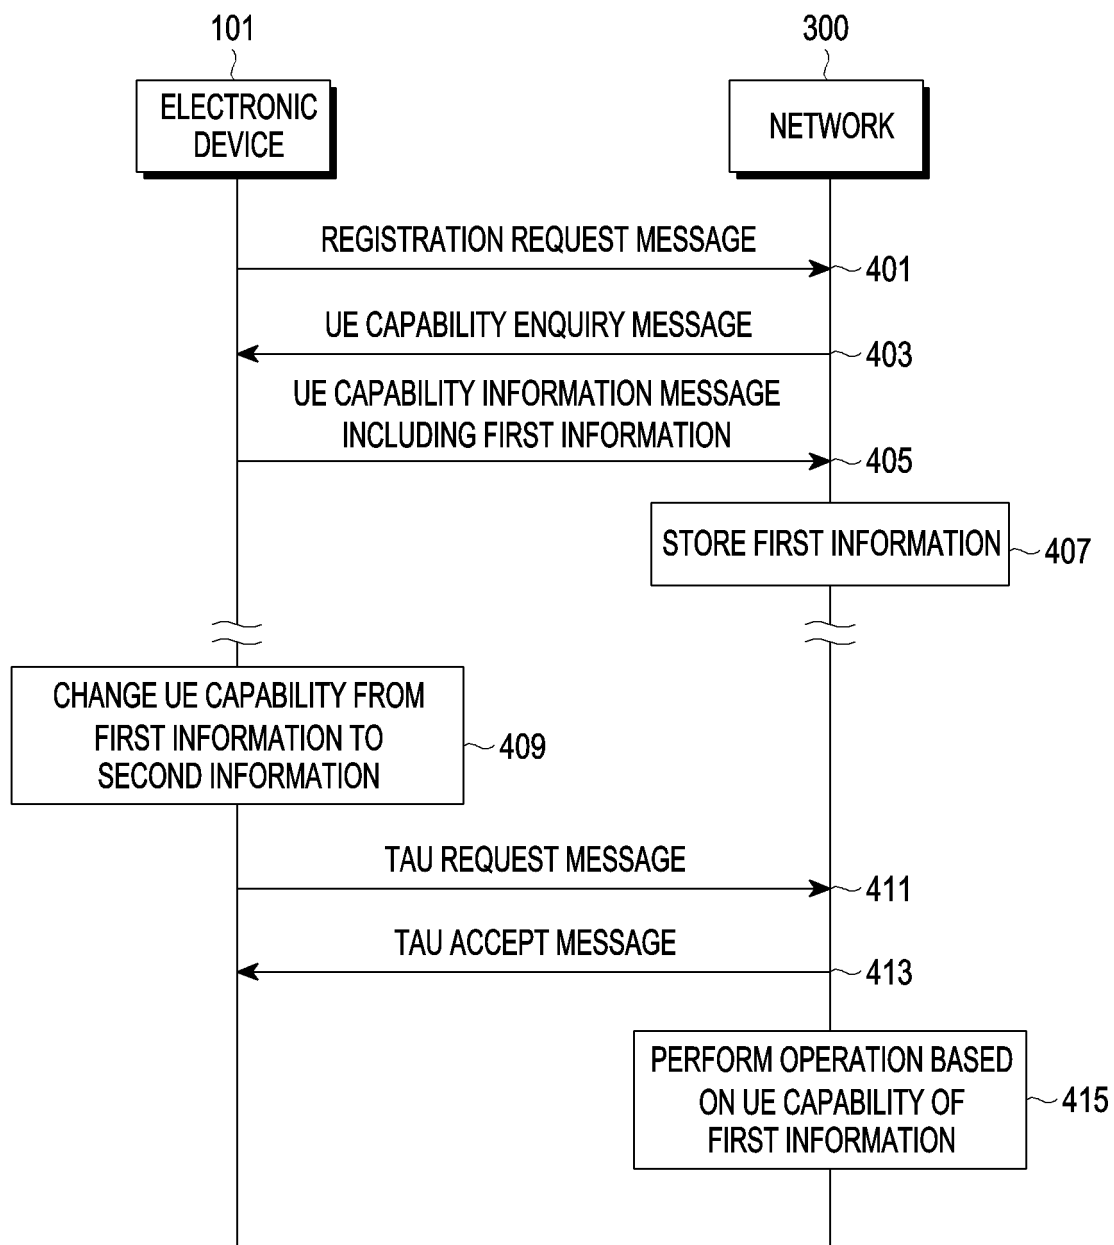 101
300
ELECTRONIC
DEVICE
NETWORK
REGISTRATION REQUEST MESSAGE
401
UE CAPABILITY ENQUIRY MESSAGE
403
UE CAPABILITY INFORMATION MESSAGE
INCLUDING FIRST INFORMATION
405
STORE FIRST INFORMATION
407
CHANGE UE CAPABILITY FROM
FIRST INFORMATION TO
SECOND INFORMATION
409
TAU REQUEST MESSAGE
411
TAU ACCEPT MESSAGE
413
PERFORM OPERATION BASED
ON UE CAPABILITY OF
FIRST INFORMATION
415